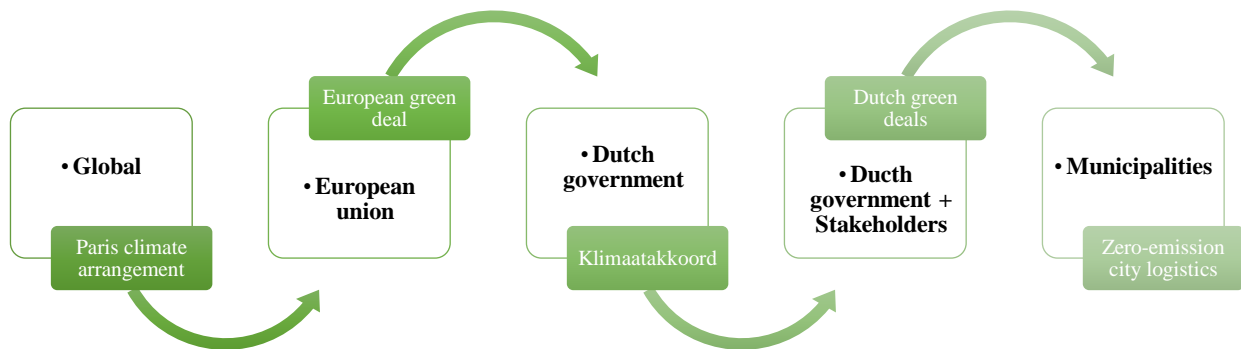 • Global
Paris climate
arrangement
European green
deal
• European
union
• Dutch
government
Klimaatakkoord
Dutch green
deals
• Ducth
government +
Stakeholders
• Municipalities
Zero-emission
city logistics